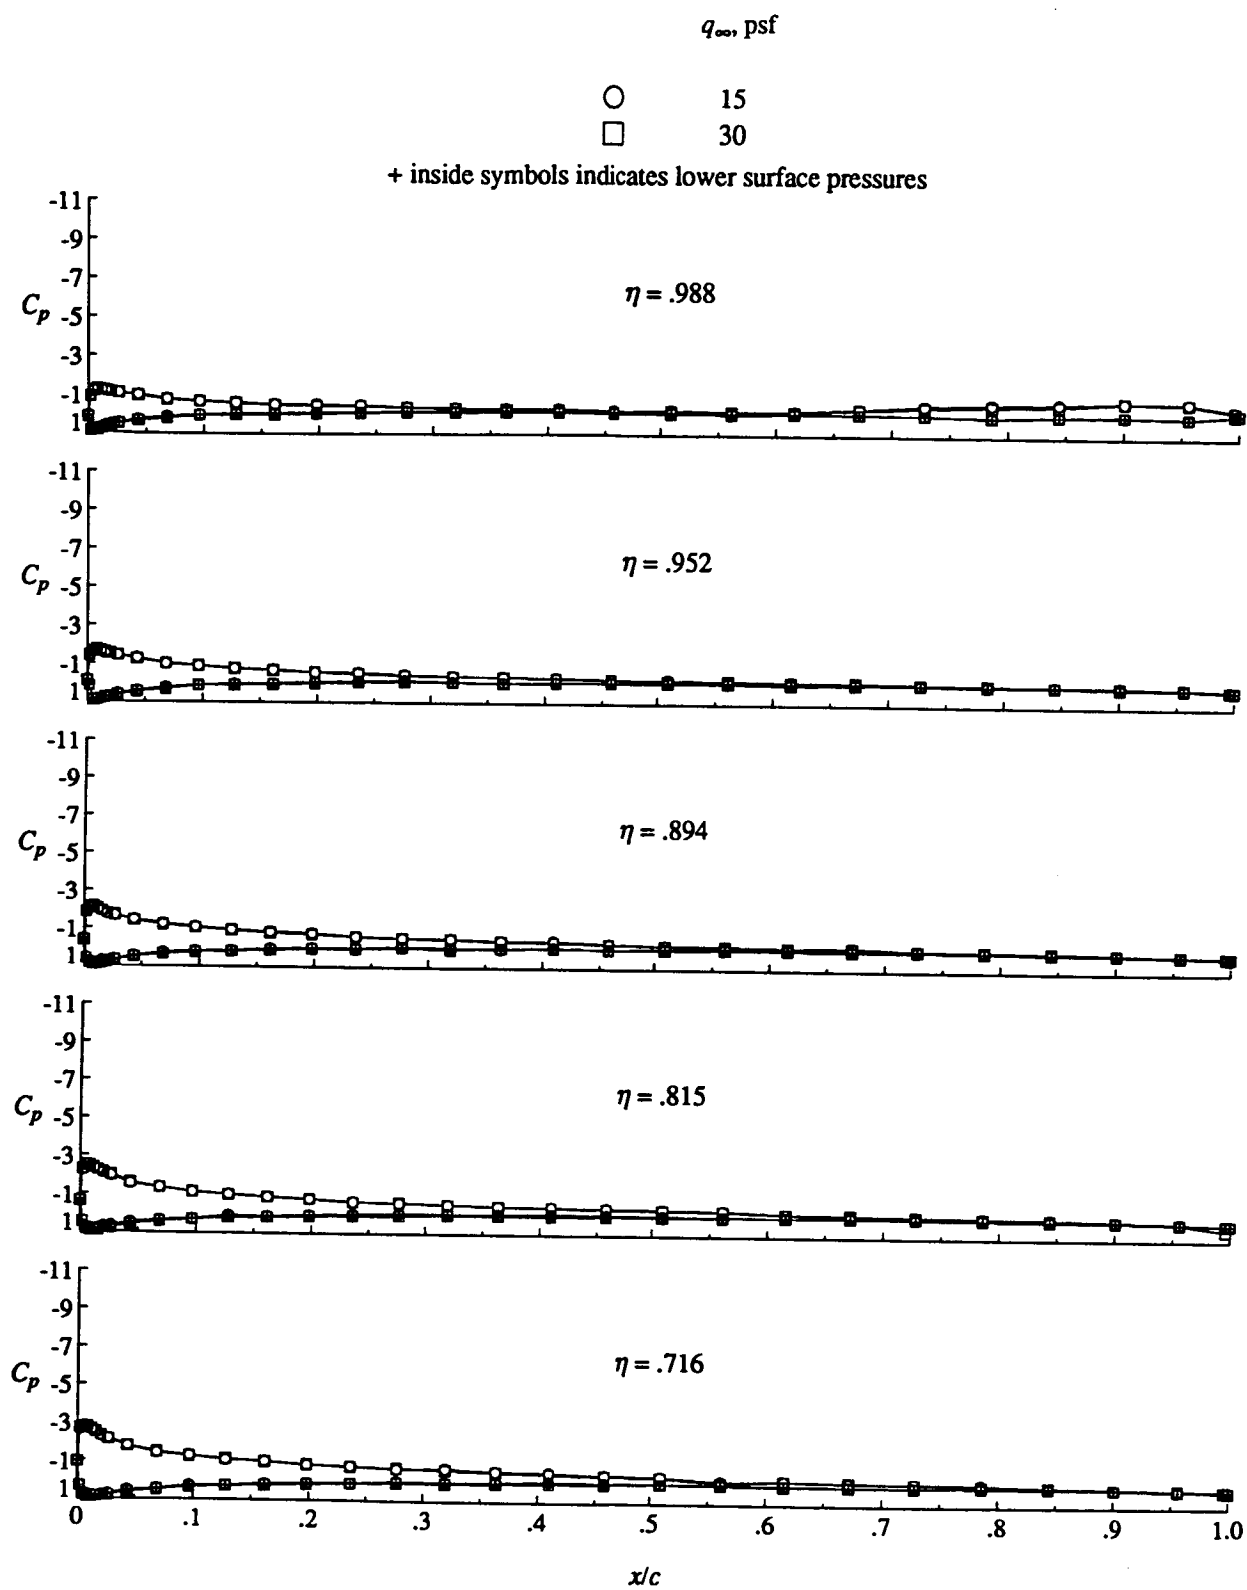 q∞, psf
○ 15
□ 30
+ inside symbols indicates lower surface pressures
-11
-9
-7
-5
-3
-1
1
Cp
η = .988
-11
-9
-7
-5
-3
-1
1
Cp
η = .952
-11
-9
-7
-5
-3
-1
1
Cp
η = .894
-11
-9
-7
-5
-3
-1
1
Cp
η = .815
-11
-9
-7
-5
-3
-1
1
Cp
η = .716
0 .1 .2 .3 .4 .5 .6 .7 .8 .9 1.0
x/c